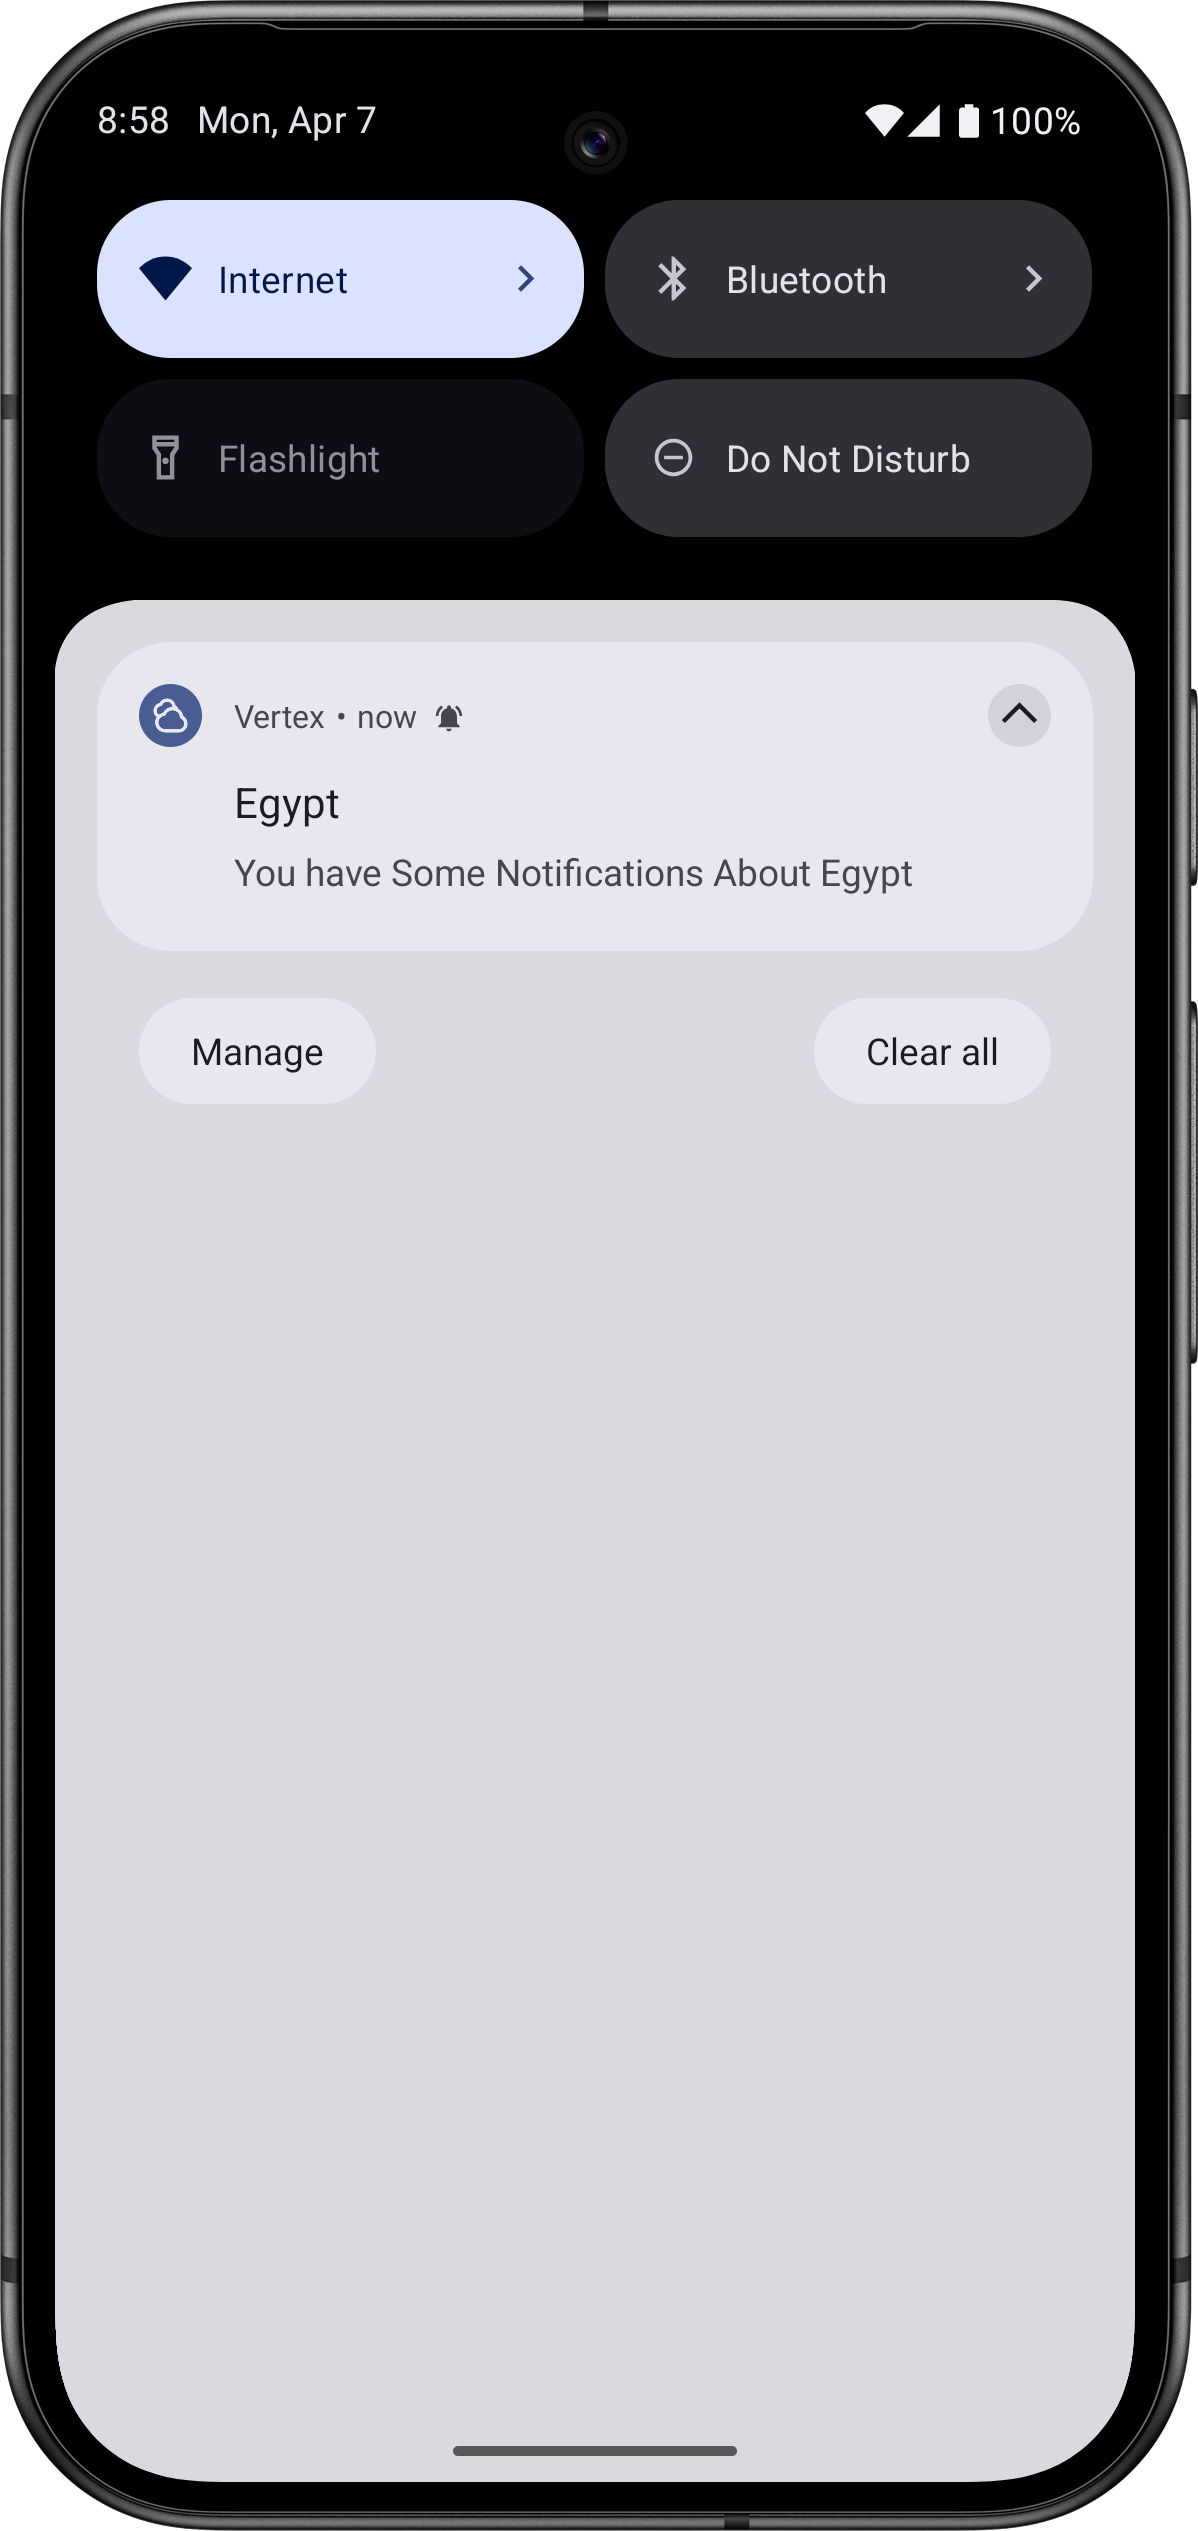 8:58 Mon, Apr 7 100%
Internet Bluetooth
Flashlight Do Not Disturb
Vertex • now
Egypt
You have Some Notifications About Egypt
Manage Clear all